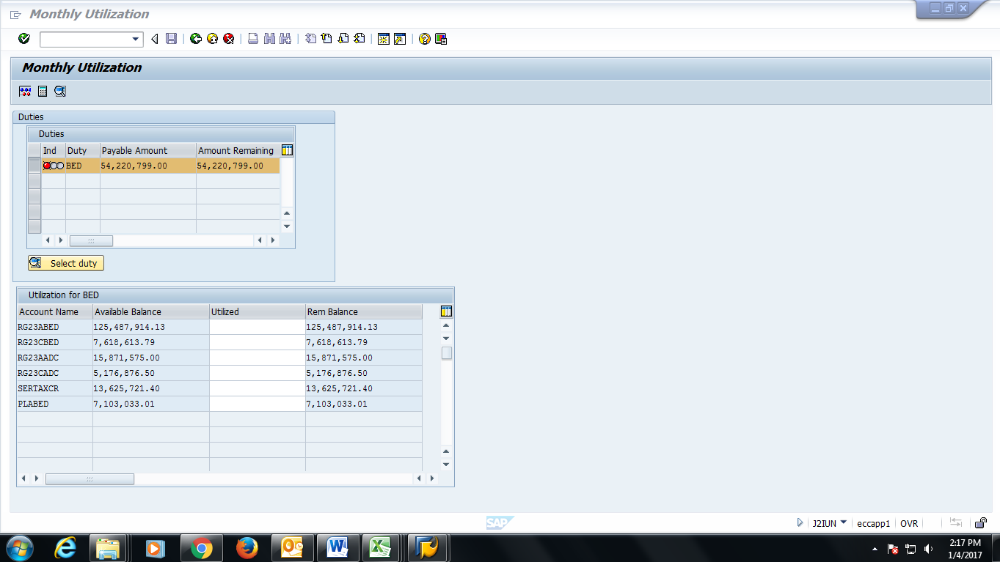 Monthly Utilization
Monthly Utilization
Duties
Duties
Ind Duty Payable Amount Amount Remaining
BED 54,220,799.00 54,220,799.00
Select duty
Utilization for BED
Account Name Available Balance Utilized Rem Balance
RG23ABED 125,487,914.13 125,487,914.13
RG23CBED 7,618,613.79 7,618,613.79
RG23AADC 15,871,575.00 15,871,575.00
RG23CADC 5,176,876.50 5,176,876.50
SERTAXCR 13,625,721.40 13,625,721.40
PLABED 7,103,033.01 7,103,033.01
SAP J2IUN eccapp1 OVR
2:17 PM
1/4/2017